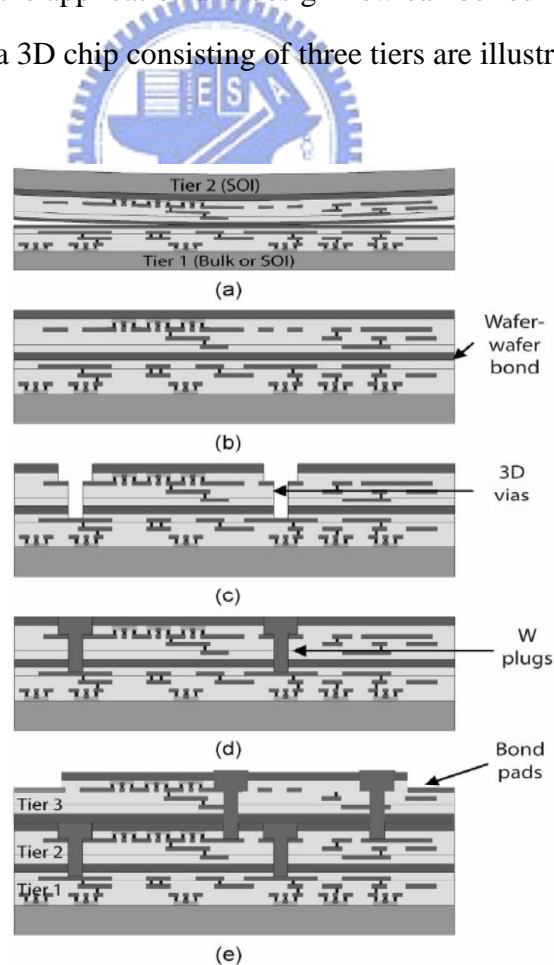 a 3D chip consisting of three tiers are illustr
E S A
Tier 2 (SOI)
Tier 1 (Bulk or SOI)
(a)
Wafer-
wafer
bond
(b)
3D
vias
(c)
W
plugs
(d)
Bond
pads
Tier 3
Tier 2
Tier 1
(e)